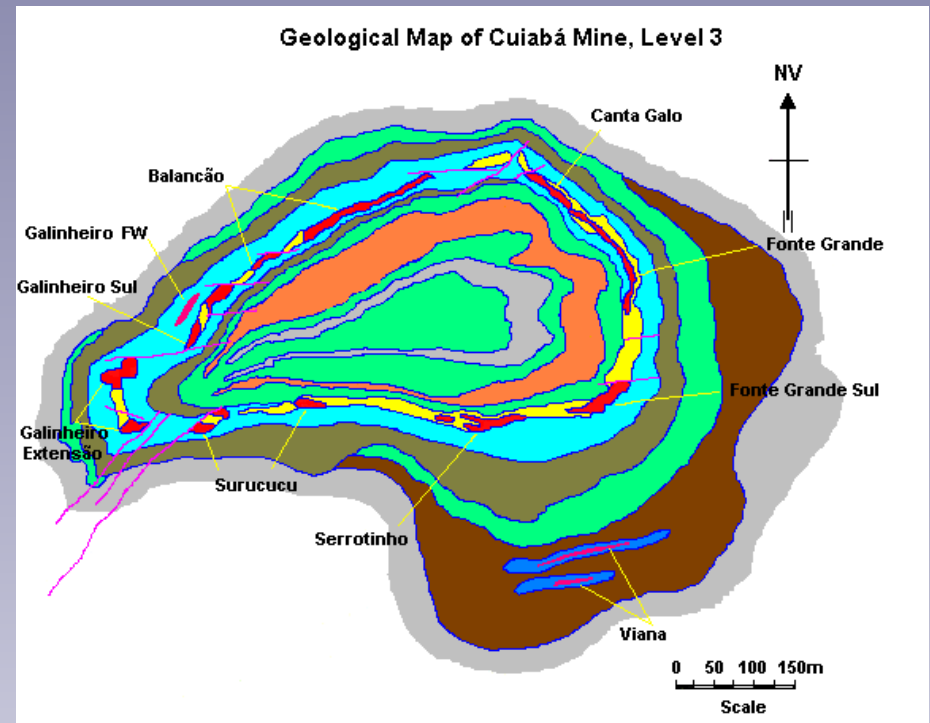 Geological Map of Cuiabá Mine, Level 3
NV
Canta Galo
Balancão
Galinheiro FW
Fonte Grande
Galinheiro Sul
Fonte Grande Sul
Galinheiro
Extensão
Surucucu
Serrotinho
Viana
0 50 100 150m
Scale